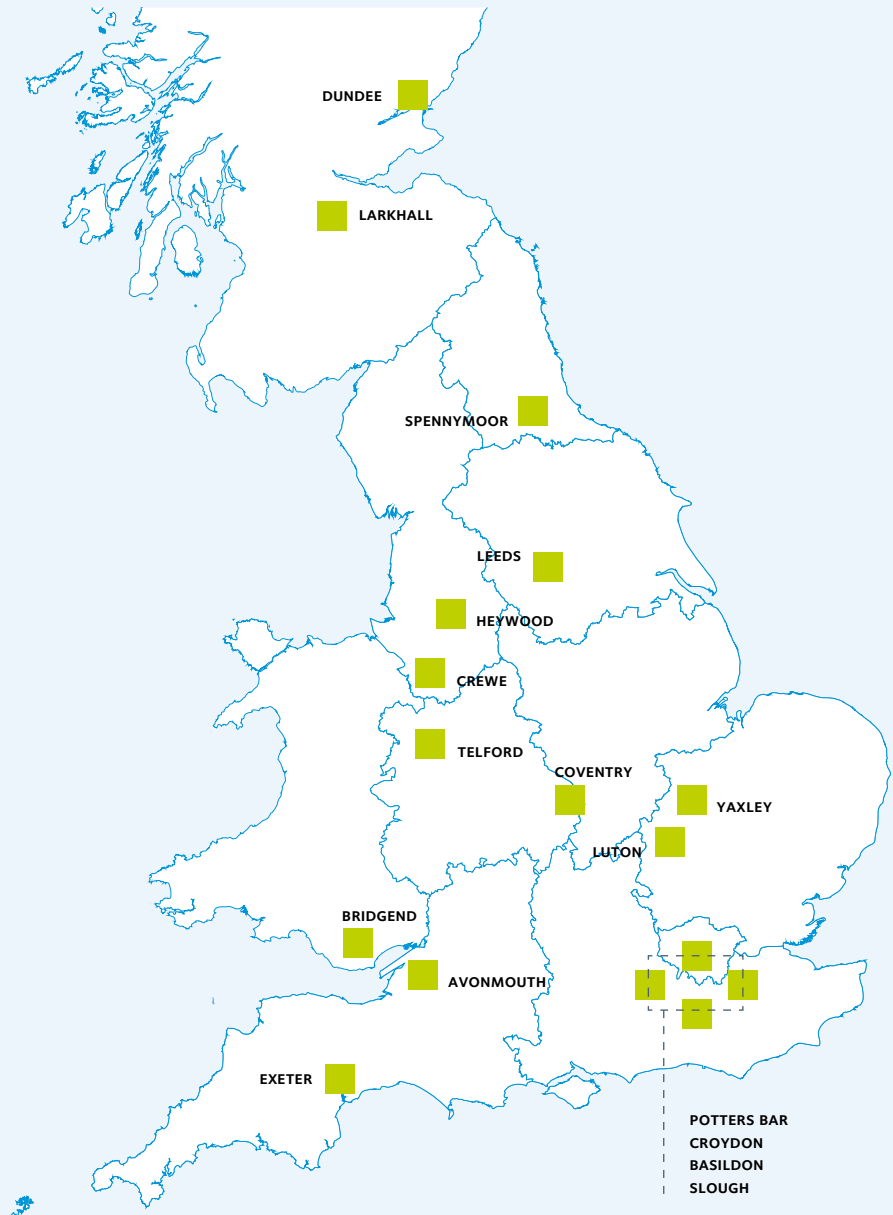 DUNDEE
LARKHALL
SPENNYMOOR
LEEDS
HEYWOOD
CREWE
TELFORD
COVENTRY
YAXLEY
LUTON
BRIDGEND
AVONMOUTH
EXETER
POTTERS BAR
CROYDON
BASILDON
SLOUGH